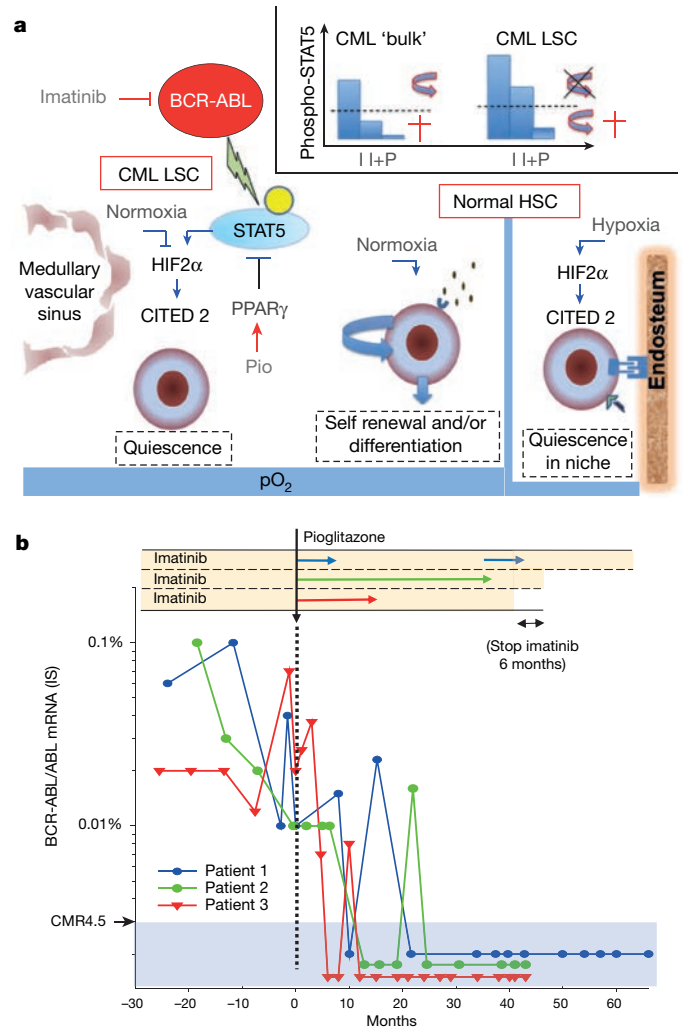 a
Imatinib
BCR-ABL
CML LSC
Normoxia
STAT5
HIF2α
CITED 2
PPARγ
Pio
Medullary
vascular
sinus
Quiescence
Phospho-STAT5
CML ‘bulk’
CML LSC
I I+P
I I+P
Normal HSC
Normoxia
Self renewal and/or
differentiation
Hypoxia
HIF2α
CITED 2
Endosteum
Quiescence
in niche
pO2
b
Pioglitazone
Imatinib
Imatinib
Imatinib
(Stop imatinib
6 months)
BCR-ABL/ABL mRNA (IS)
0.1%
0.01%
CMR4.5
Patient 1
Patient 2
Patient 3
–30 –20 –10 0 10 20 30 40 50 60
Months